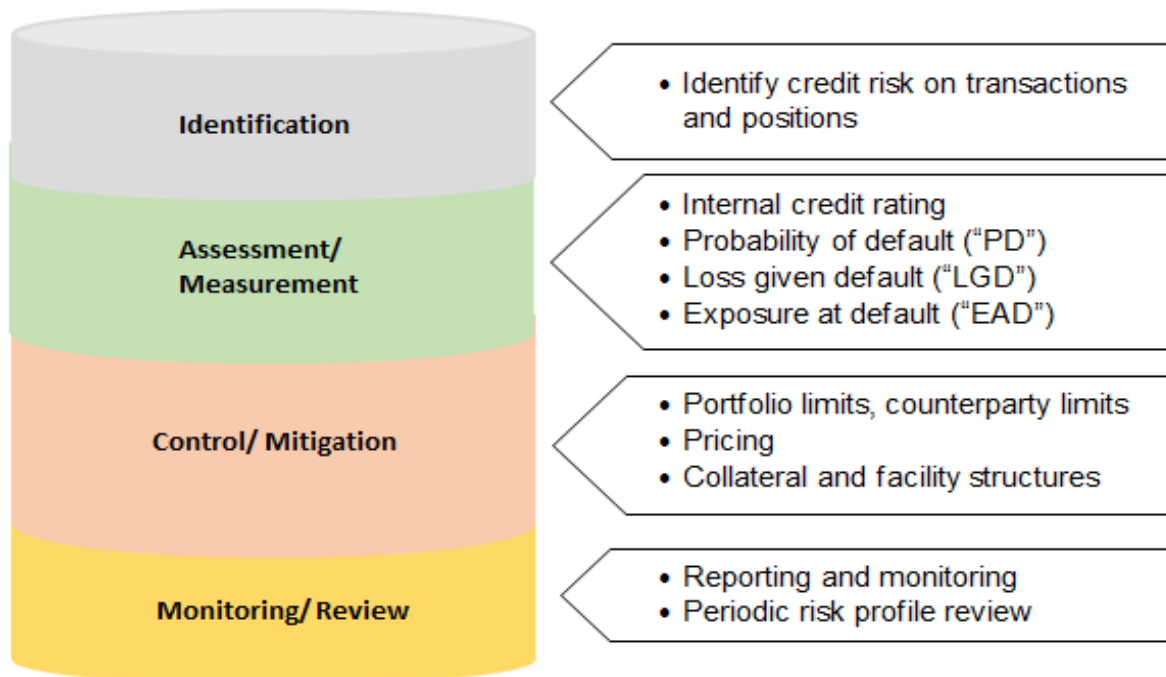 Identification
• Identify credit risk on transactions
and positions
Assessment/
Measurement
• Internal credit rating
• Probability of default (“PD”)
• Loss given default (“LGD”)
• Exposure at default (“EAD”)
Control/ Mitigation
• Portfolio limits, counterparty limits
• Pricing
• Collateral and facility structures
Monitoring/ Review
• Reporting and monitoring
• Periodic risk profile review